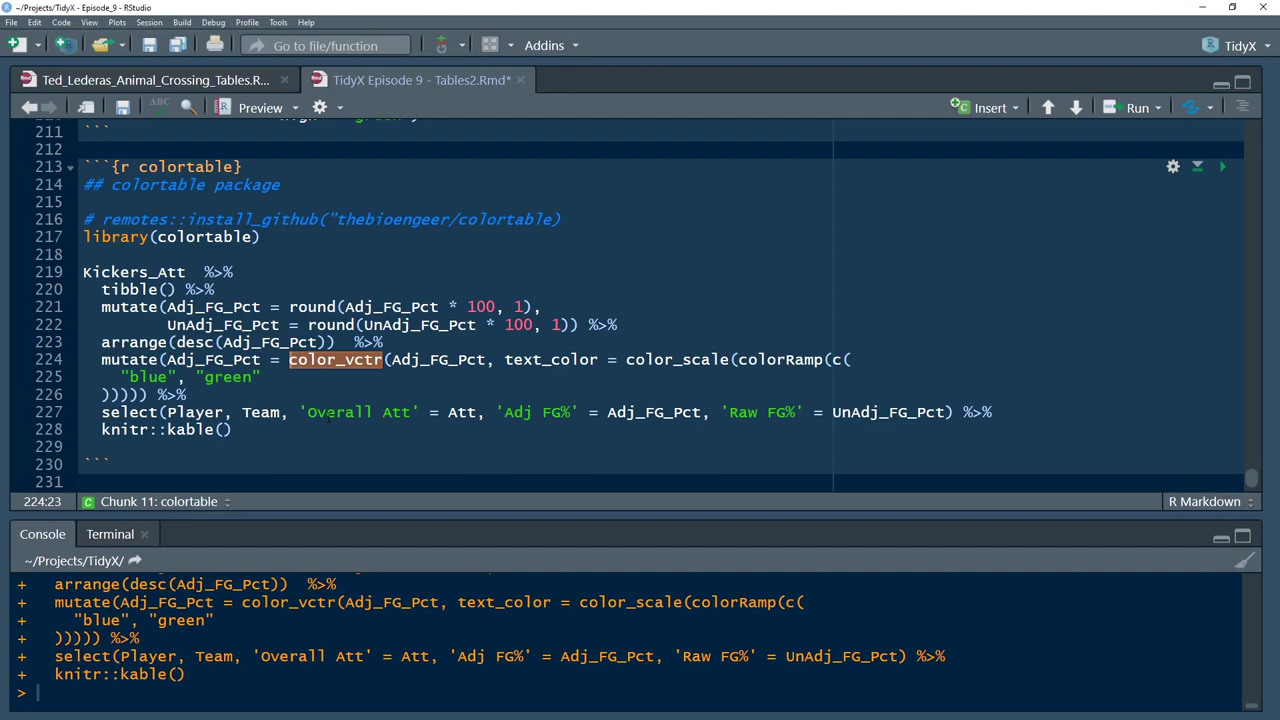 ~/Projects/TidyX - Episode_9 - RStudio
File Edit Code View Plots Session Build Debug Profile Tools Help
Go to file/function Addins TidyX
Ted_Lederas_Animal_Crossing_Tables.R... TidyX Episode 9 - Tables2.Rmd*
ABC Preview Insert Run
211 ```
212
213 ```{r colortable}
214 ## colortable package
215
216 # remotes::install_github("thebioengeer/colortable)
217 library(colortable)
218
219 Kickers_Att %>%
220 tibble() %>%
221 mutate(Adj_FG_Pct = round(Adj_FG_Pct * 100, 1),
222 UnAdj_FG_Pct = round(UnAdj_FG_Pct * 100, 1)) %>%
223 arrange(desc(Adj_FG_Pct)) %>%
224 mutate(Adj_FG_Pct = color_vctr(Adj_FG_Pct, text_color = color_scale(colorRamp(c(
225 "blue", "green"
226 ))))) %>%
227 select(Player, Team, 'Overall Att' = Att, 'Adj FG%' = Adj_FG_Pct, 'Raw FG%' = UnAdj_FG_Pct) %>%
228 knitr::kable()
229
230 ```
231
224:23 Chunk 11: colortable R Markdown
Console Terminal
~/Projects/TidyX/
+ arrange(desc(Adj_FG_Pct)) %>%
+ mutate(Adj_FG_Pct = color_vctr(Adj_FG_Pct, text_color = color_scale(colorRamp(c(
+ "blue", "green"
+ ))))) %>%
+ select(Player, Team, 'Overall Att' = Att, 'Adj FG%' = Adj_FG_Pct, 'Raw FG%' = UnAdj_FG_Pct) %>%
+ knitr::kable()
>